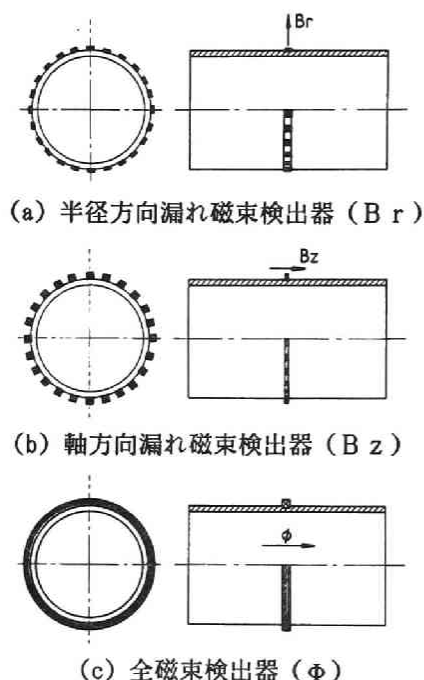 Br
(a) 半径方向漏れ磁束検出器 (Br)
Bz
(b) 軸方向漏れ磁束検出器 (Bz)
φ
(c) 全磁束検出器 (Φ)